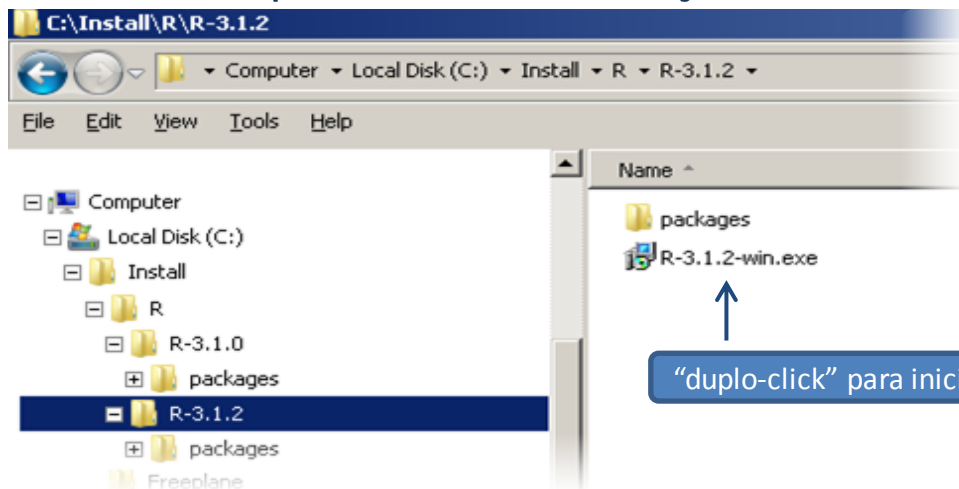 C:\Install\R\R-3.1.2
Computer Local Disk (C:) Install R R-3.1.2
File Edit View Tools Help
Name
Computer
Local Disk (C:)
Install
R
R-3.1.0
packages
R-3.1.2
packages
Freeplane
packages
R-3.1.2-win.exe
“duplo-click” para inic